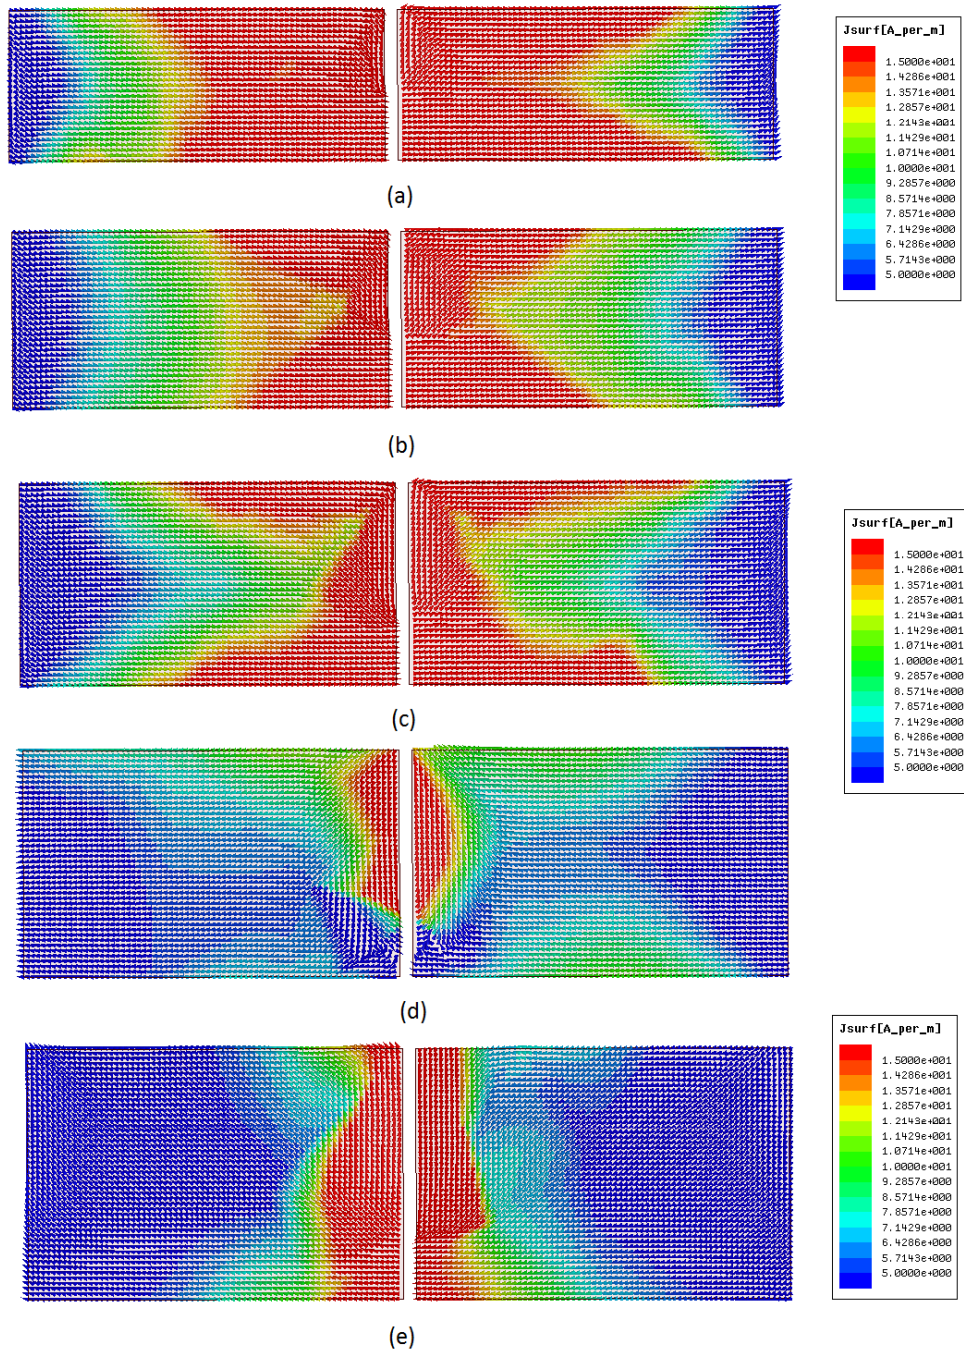 Jsurf[A_per_m]
1.5000e+001
1.4286e+001
1.3571e+001
1.2857e+001
1.2143e+001
1.1429e+001
1.0714e+001
1.0000e+001
9.2857e+000
8.5714e+000
7.8571e+000
7.1429e+000
6.4286e+000
5.7143e+000
5.0000e+000
(a)
(b)
Jsurf[A_per_m]
1.5000e+001
1.4286e+001
1.3571e+001
1.2857e+001
1.2143e+001
1.1429e+001
1.0714e+001
1.0000e+001
9.2857e+000
8.5714e+000
7.8571e+000
7.1429e+000
6.4286e+000
5.7143e+000
5.0000e+000
(c)
(d)
Jsurf[A_per_m]
1.5000e+001
1.4286e+001
1.3571e+001
1.2857e+001
1.2143e+001
1.1429e+001
1.0714e+001
1.0000e+001
9.2857e+000
8.5714e+000
7.8571e+000
7.1429e+000
6.4286e+000
5.7143e+000
5.0000e+000
(e)